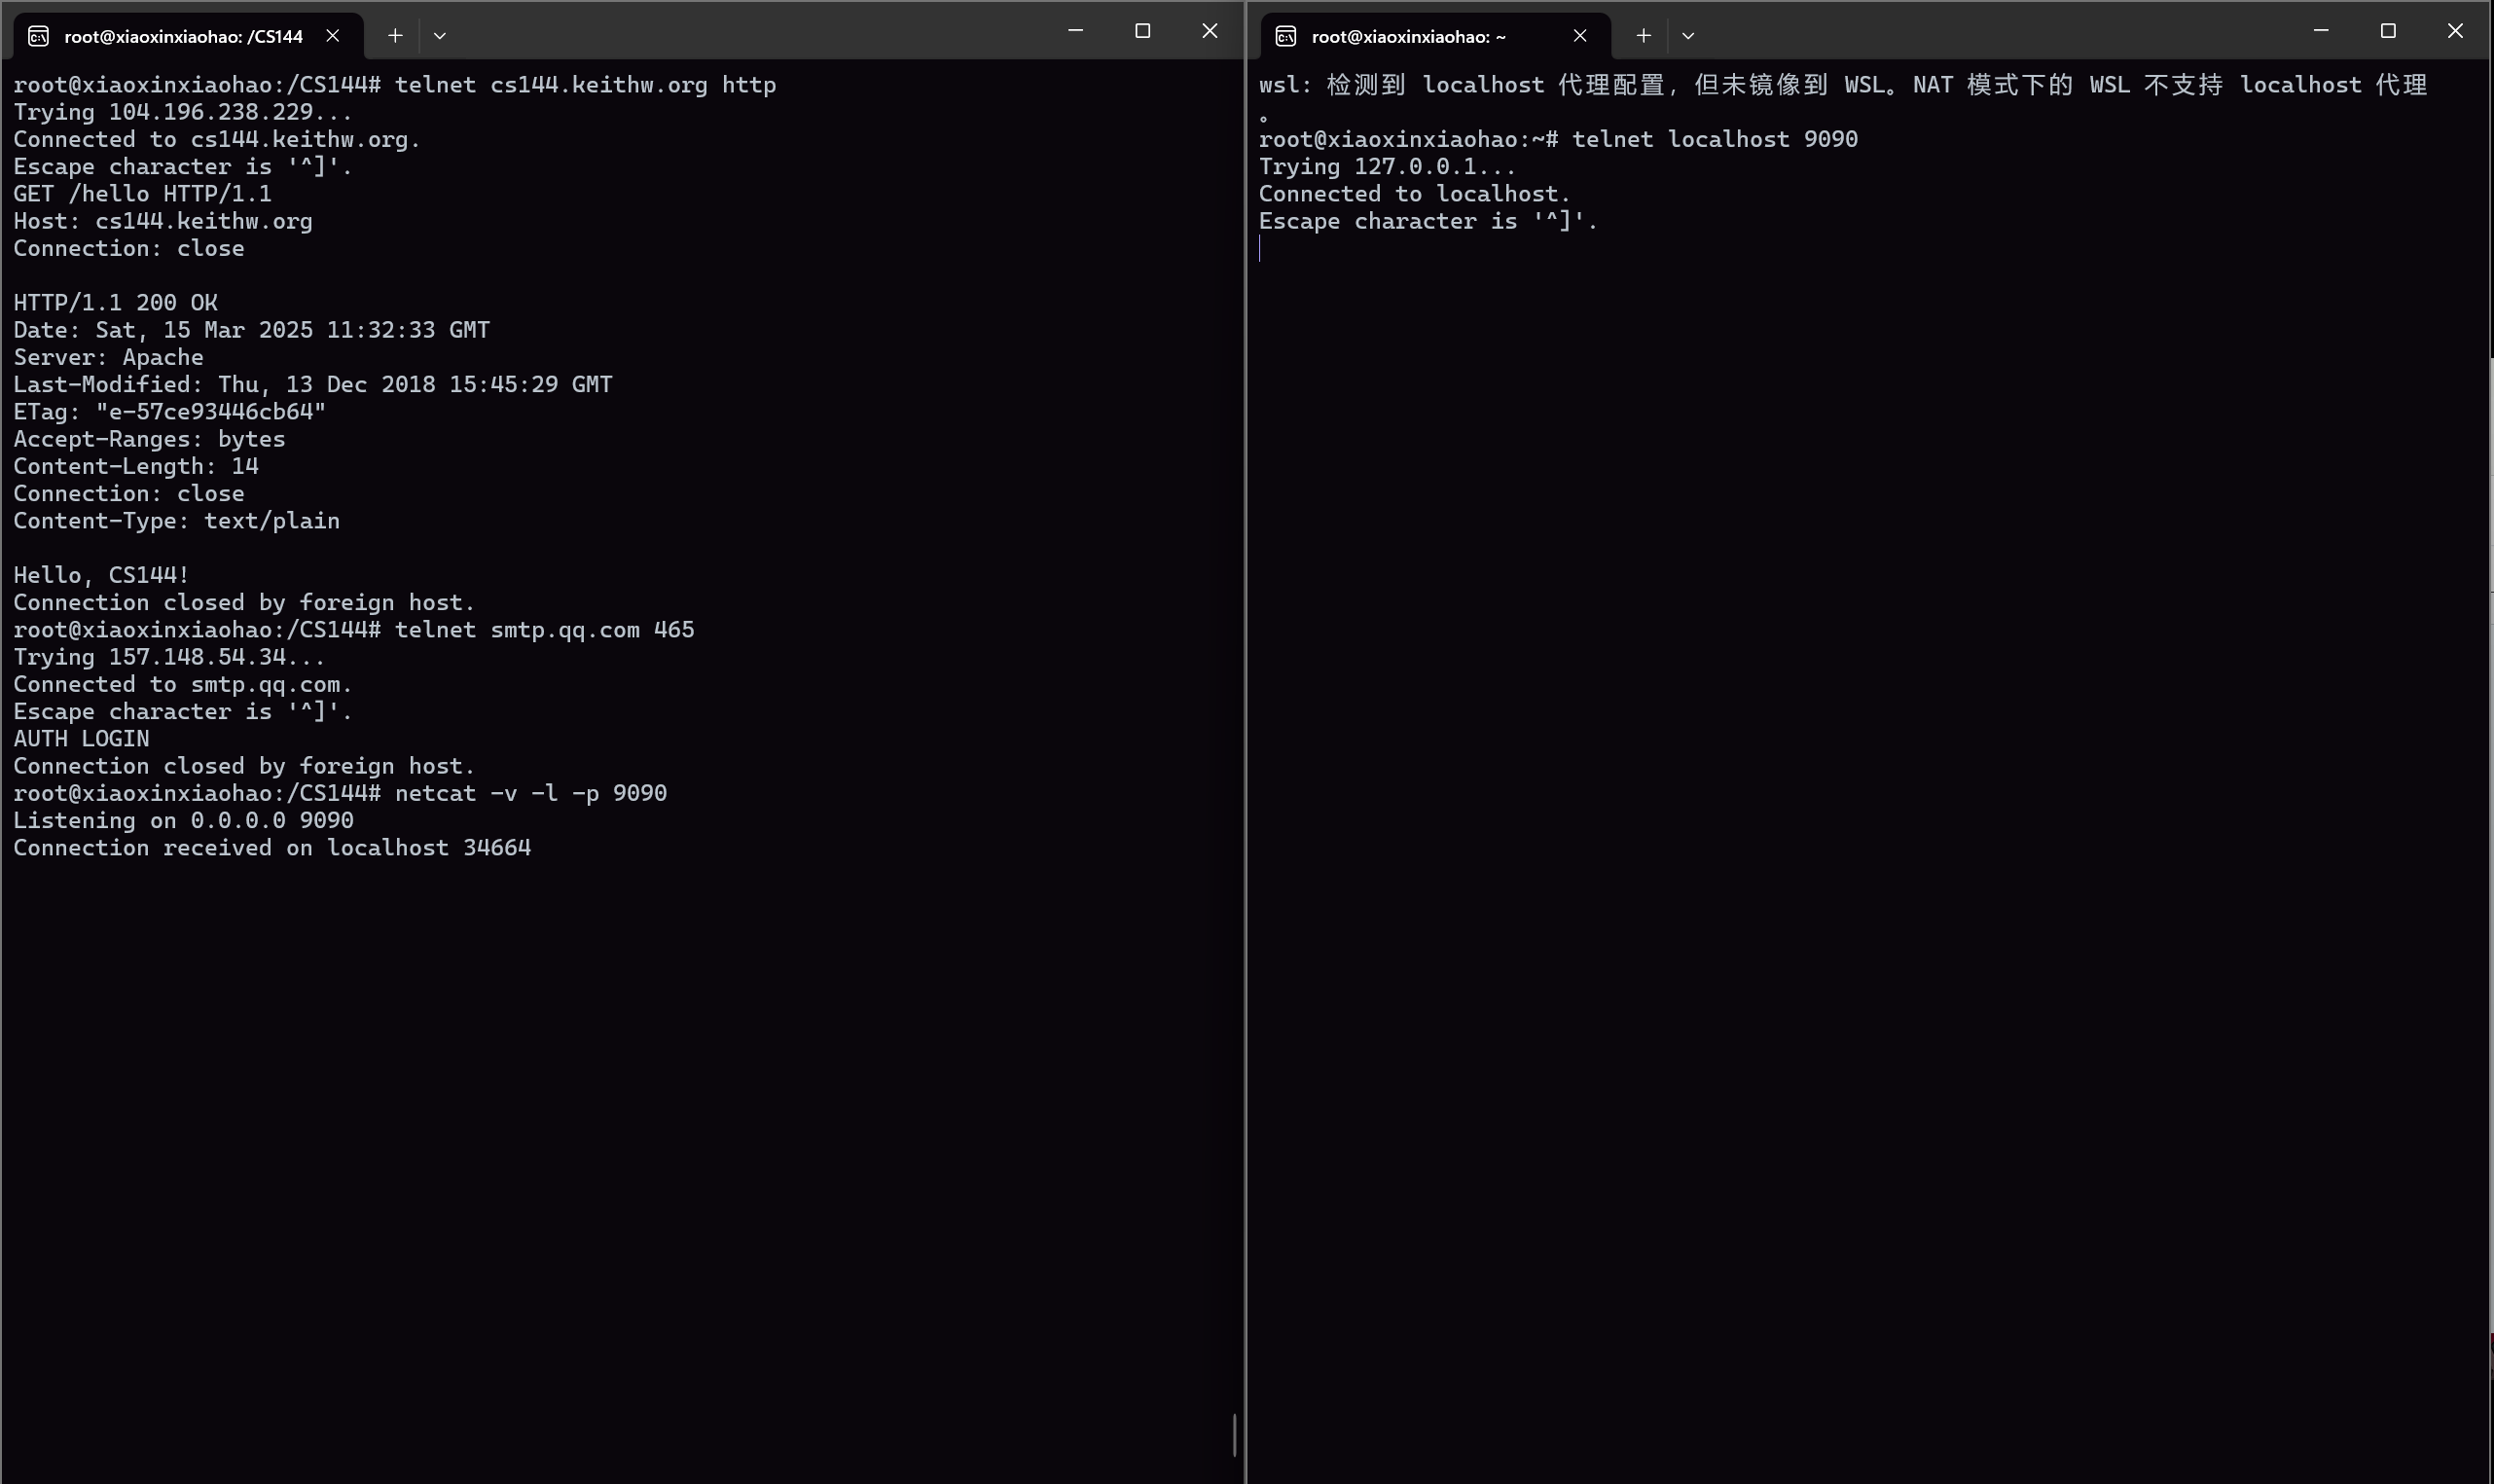 root@xiaoxinxiaohao: /CS144
root@xiaoxinxiaohao:/CS144# telnet cs144.keithw.org http
Trying 104.196.238.229...
Connected to cs144.keithw.org.
Escape character is '^]'.
GET /hello HTTP/1.1
Host: cs144.keithw.org
Connection: close

HTTP/1.1 200 OK
Date: Sat, 15 Mar 2025 11:32:33 GMT
Server: Apache
Last-Modified: Thu, 13 Dec 2018 15:45:29 GMT
ETag: "e-57ce93446cb64"
Accept-Ranges: bytes
Content-Length: 14
Connection: close
Content-Type: text/plain

Hello, CS144!
Connection closed by foreign host.
root@xiaoxinxiaohao:/CS144# telnet smtp.qq.com 465
Trying 157.148.54.34...
Connected to smtp.qq.com.
Escape character is '^]'.
AUTH LOGIN
Connection closed by foreign host.
root@xiaoxinxiaohao:/CS144# netcat -v -l -p 9090
Listening on 0.0.0.0 9090
Connection received on localhost 34664
root@xiaoxinxiaohao: ~
wsl: 检测到 localhost 代理配置，但未镜像到 WSL。NAT 模式下的 WSL 不支持 localhost 代理
。
root@xiaoxinxiaohao:~# telnet localhost 9090
Trying 127.0.0.1...
Connected to localhost.
Escape character is '^]'.